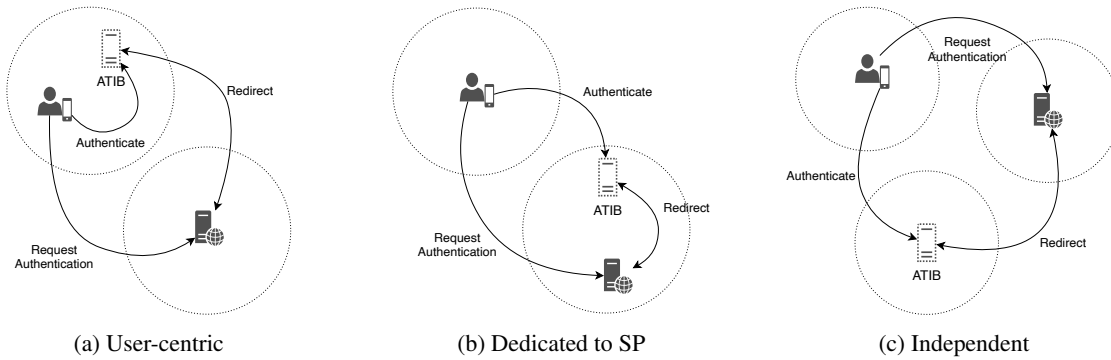 ATIB
Redirect
Authenticate
Request
Authentication
(a) User-centric
Authenticate
ATIB
Redirect
Request
Authentication
(b) Dedicated to SP
Request
Authentication
Authenticate
Redirect
ATIB
(c) Independent